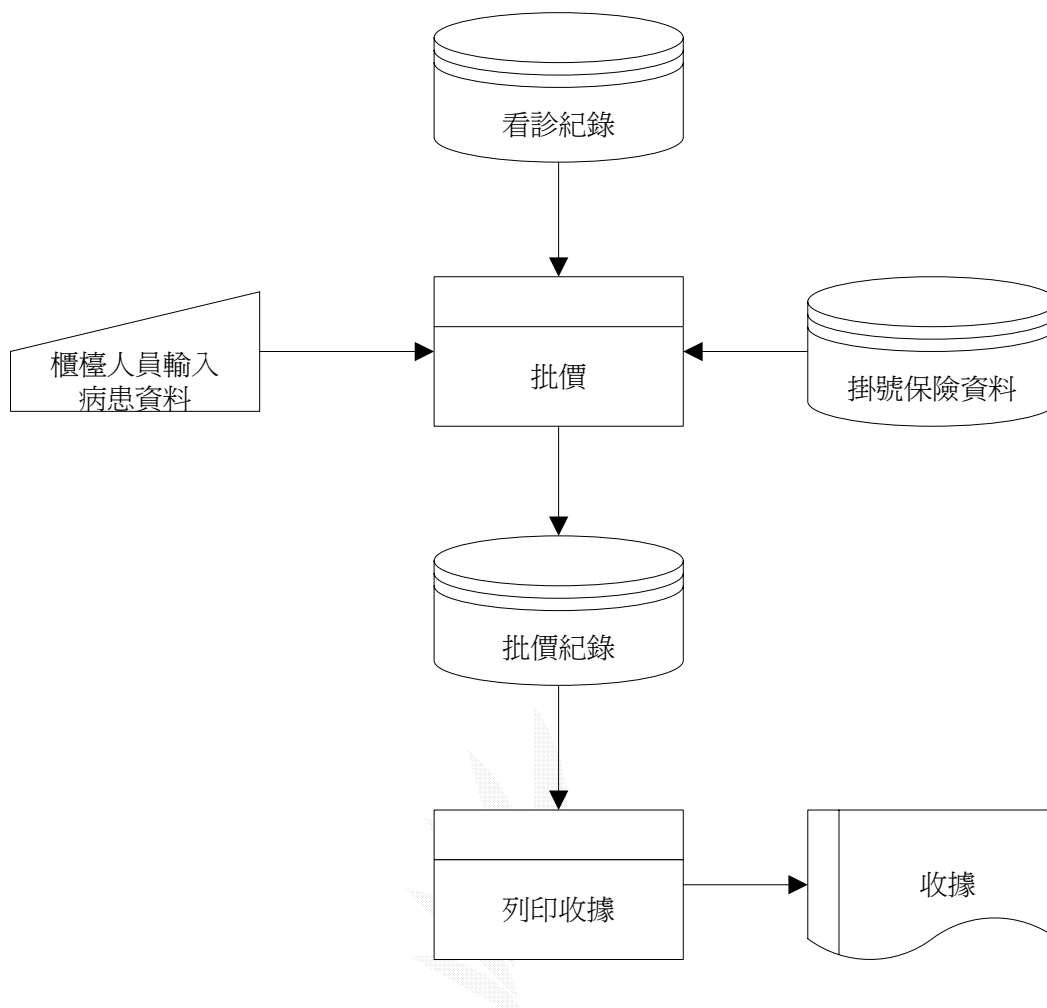 看診紀錄
櫃檯人員輸入
病患資料
批價
掛號保險資料
批價紀錄
列印收據
收據